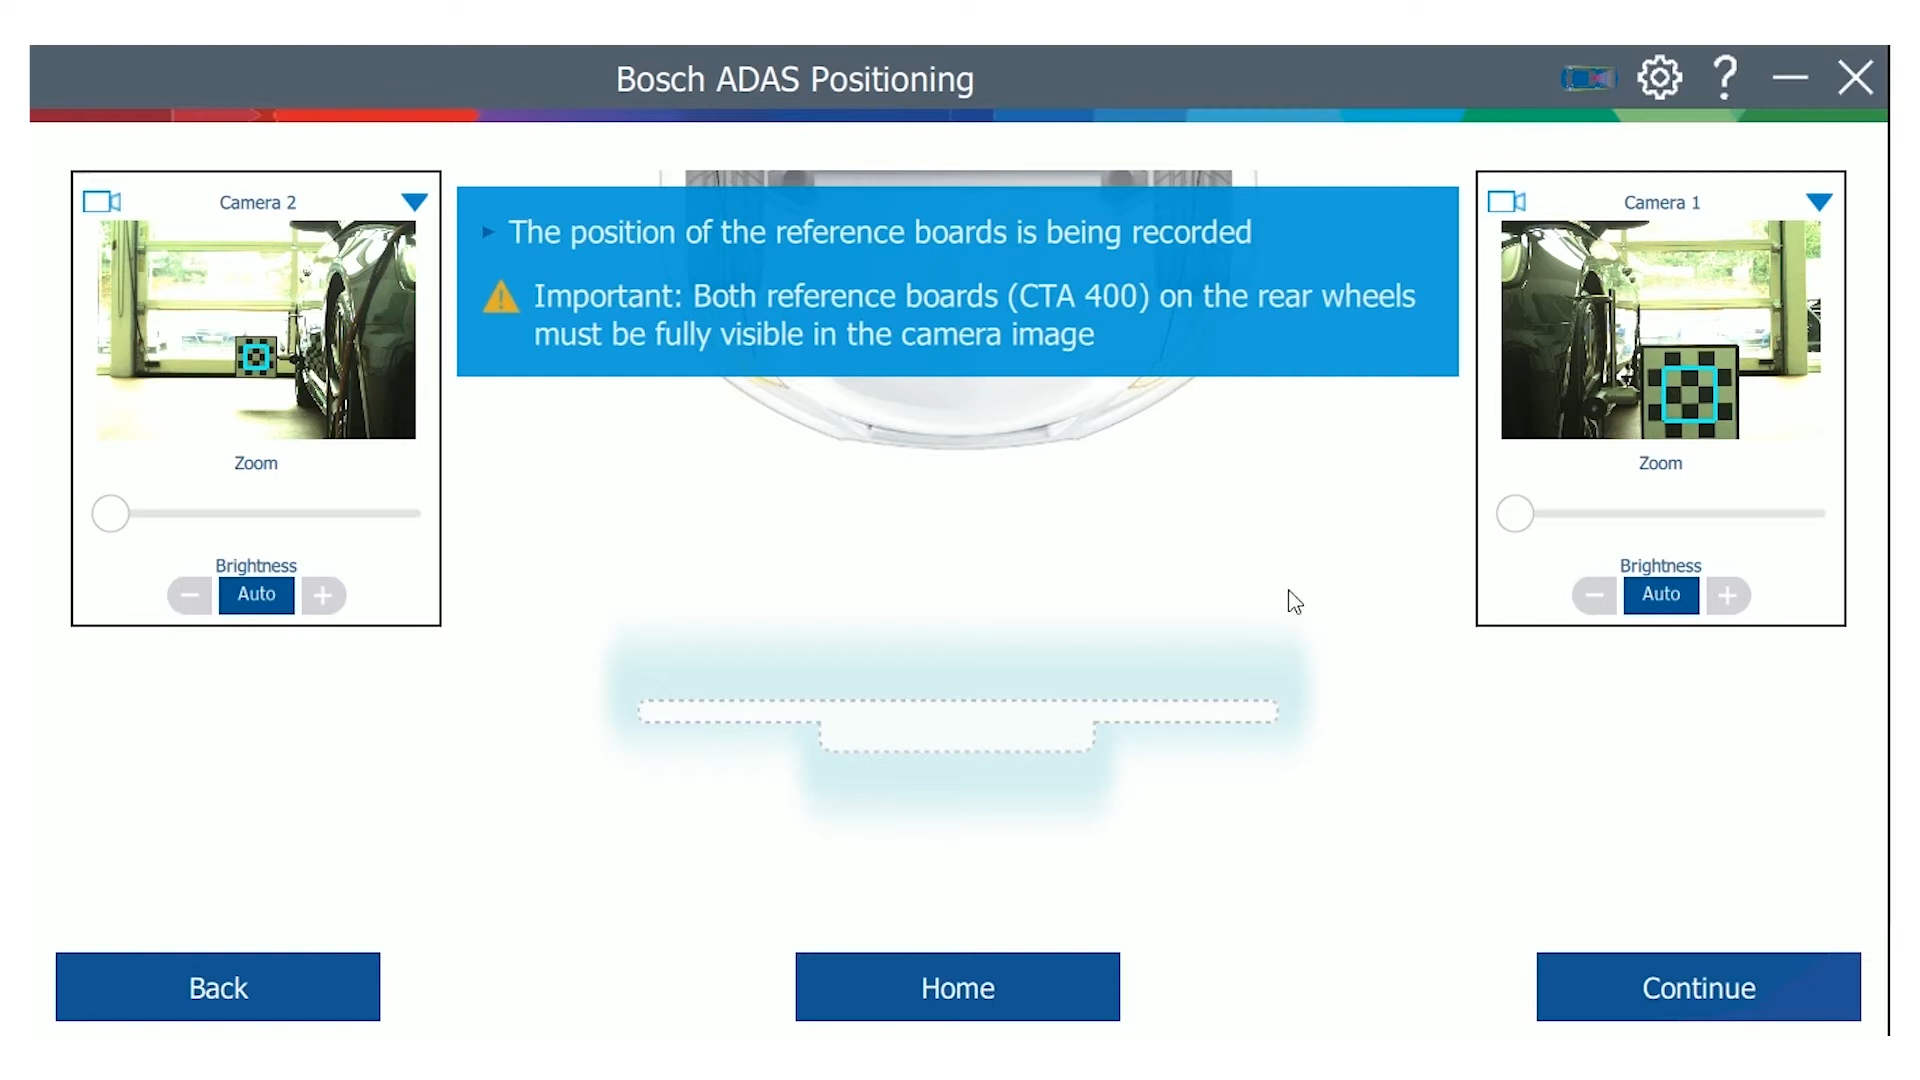 Bosch ADAS Positioning
Camera 2
The position of the reference boards is being recorded
Important: Both reference boards (CTA 400) on the rear wheels
must be fully visible in the camera image
Camera 1
Zoom
Zoom
Brightness
Auto
Brightness
Auto
Back
Home
Continue